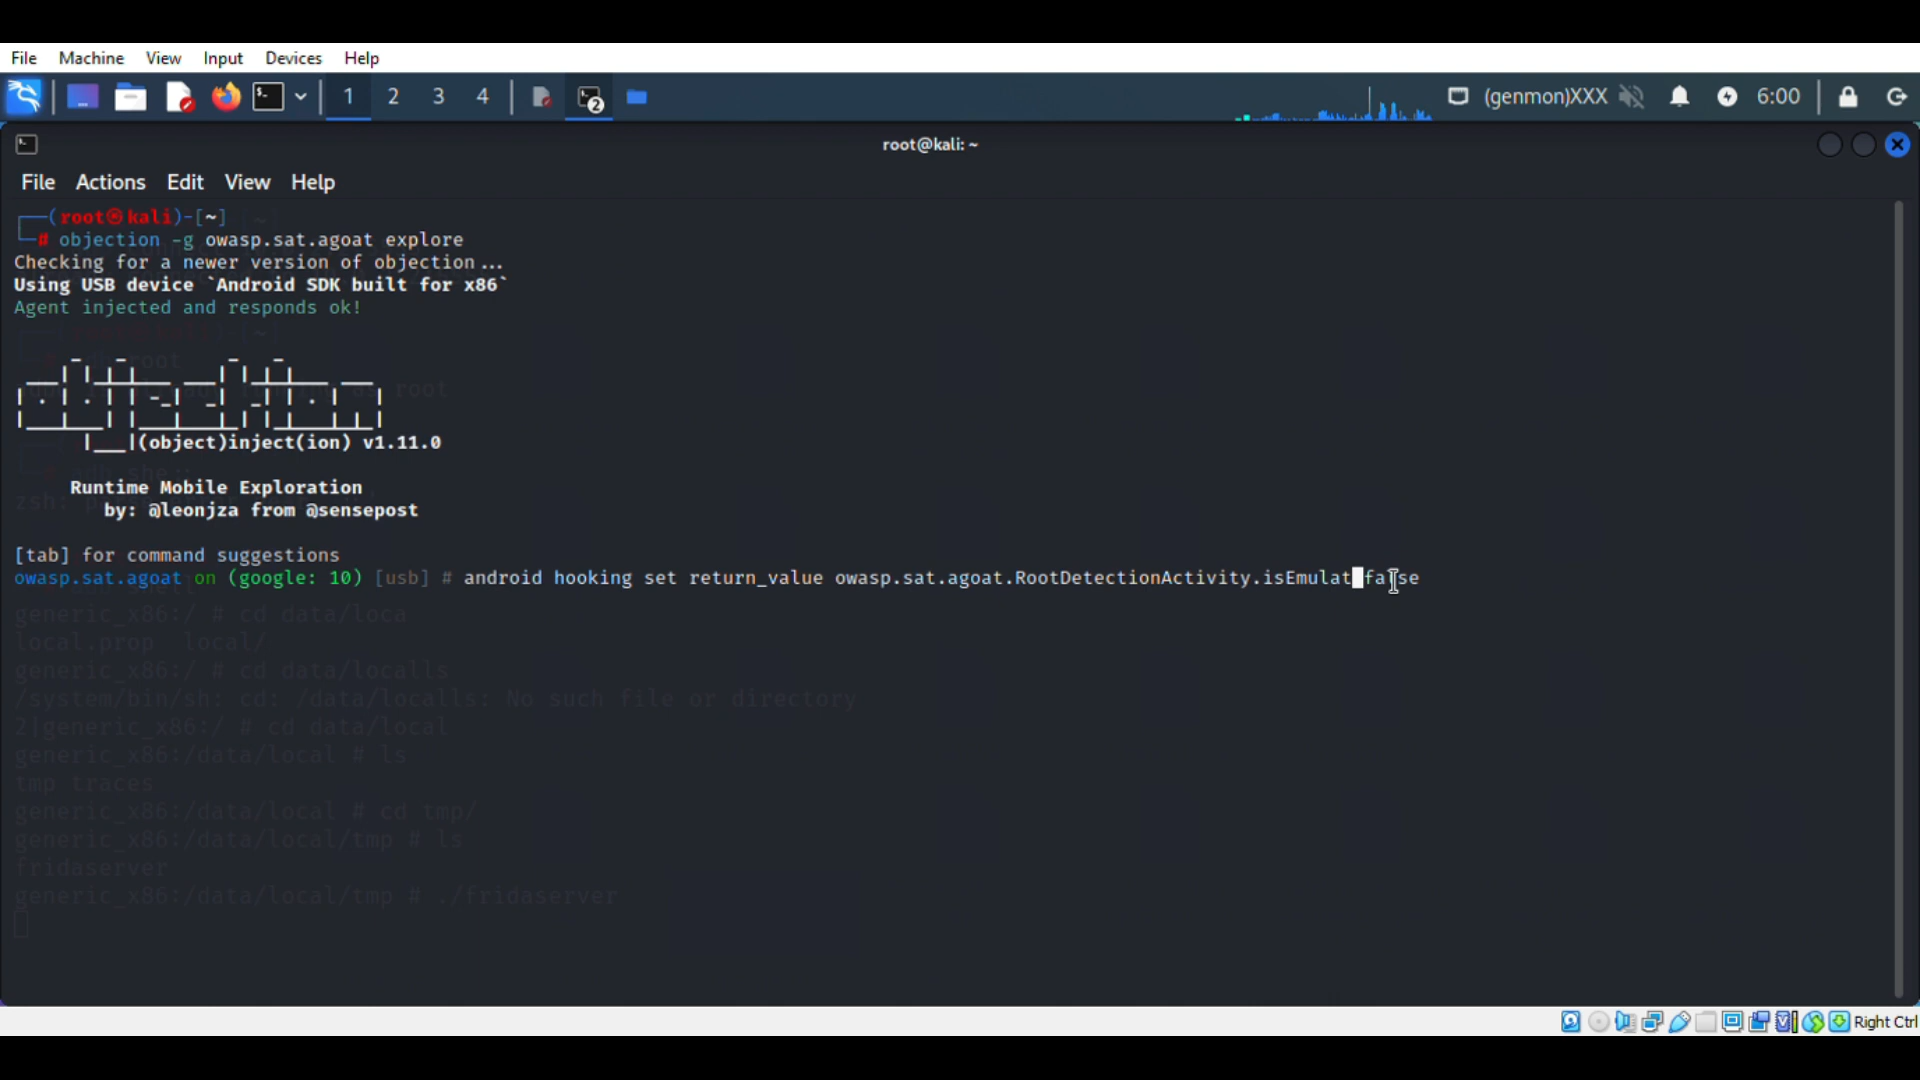 File Machine View Input Devices Help
1 2 3 4 2 (genmon)XXX 6:00
root@kali: ~
File Actions Edit View Help
┌──(root㉿kali)-[~]
└─# objection -g owasp.sat.agoat explore
Checking for a newer version of objection...
Using USB device `Android SDK built for x86`
Agent injected and responds ok!
|___|(object)inject(ion) v1.11.0
Runtime Mobile Exploration
by: @leonjza from @sensepost
[tab] for command suggestions
owasp.sat.agoat on (google: 10) [usb] # android hooking set return_value owasp.sat.agoat.RootDetectionActivity.isEmulat false
generic_x86:/ # cd data/loca
local.prop local/
generic_x86:/ # cd data/localls
/system/bin/sh: cd: /data/localls: No such file or directory
2|generic_x86:/ # cd data/local
generic_x86:/data/local # ls
tmp traces
generic_x86:/data/local # cd tmp/
generic_x86:/data/local/tmp # ls
fridaserver
generic_x86:/data/local/tmp # ./fridaserver
Right Ctrl